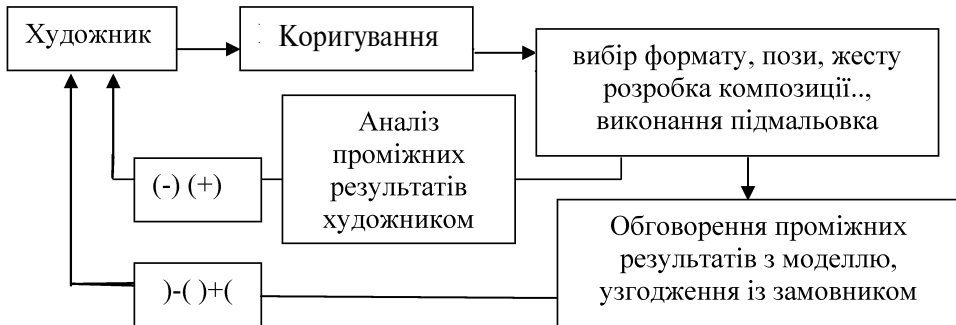 Художник
Коригування
вибір формату, пози, жесту
розробка композиції..,
виконання підмальовка
Аналіз
проміжних
результатів
художником
(-) (+)
Обговорення проміжних
результатів з моделлю,
узгодження із замовником
)-( )+(